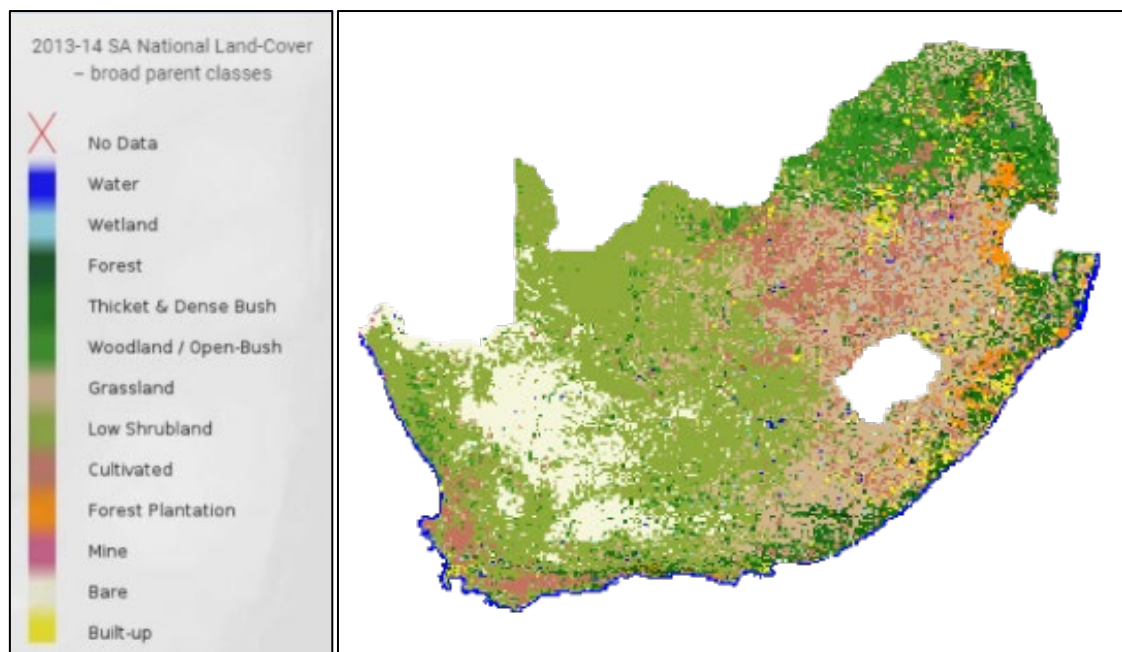 2013-14 SA National Land-Cover
– broad parent classes
No Data
Water
Wetland
Forest
Thicket & Dense Bush
Woodland / Open-Bush
Grassland
Low Shrubland
Cultivated
Forest Plantation
Mine
Bare
Built-up